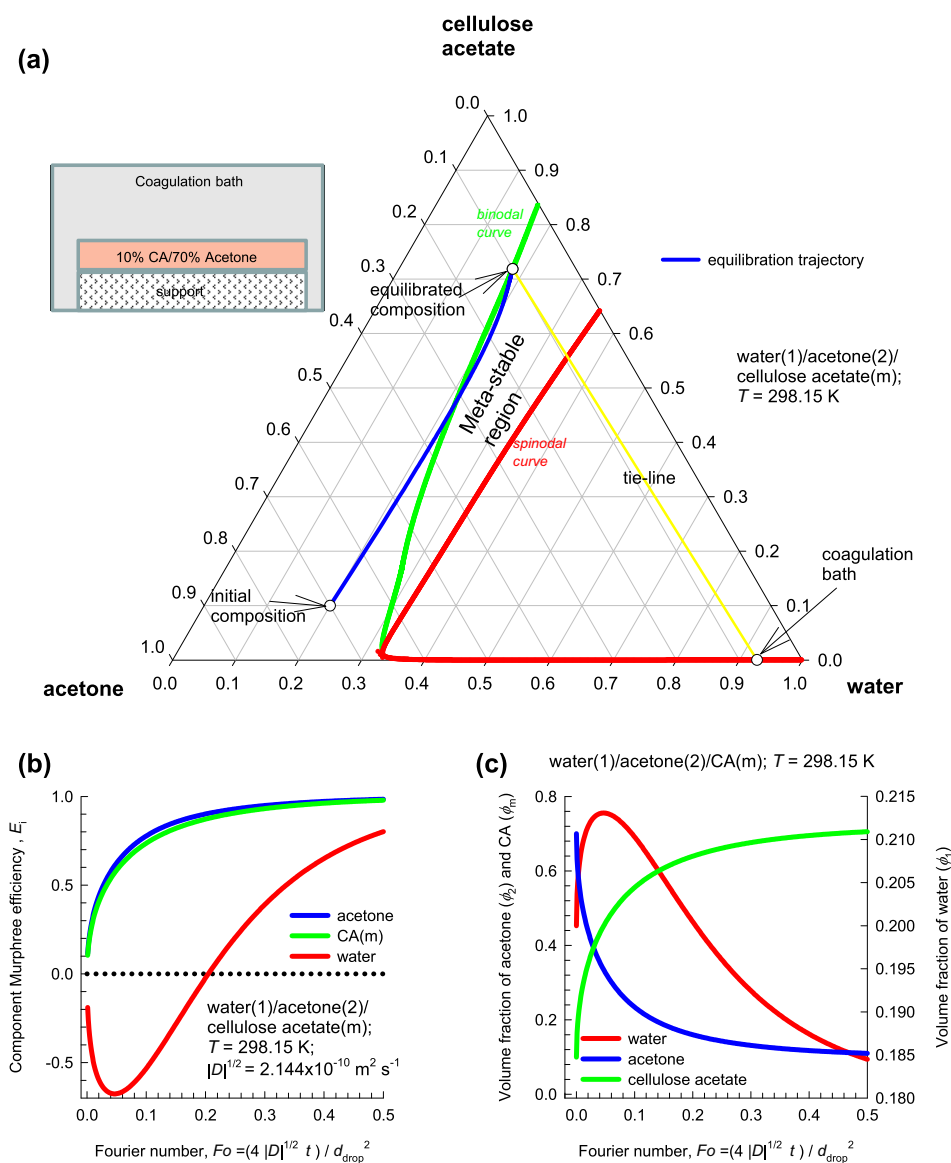 (a)
cellulose
acetate
Coagulation bath
10% CA/70% Acetone
support
0.0
0.1
0.2
0.3
0.4
0.5
0.6
0.7
0.8
0.9
1.0
1.0
0.9
0.8
0.7
0.6
0.5
0.4
0.3
0.2
0.1
0.0
0.0
0.1
0.2
0.3
0.4
0.5
0.6
0.7
0.8
0.9
1.0
binodal
curve
equilibrated
composition
equilibration trajectory
Meta-stable
region
water(1)/acetone(2)/
cellulose acetate(m);
T = 298.15 K
spinodal
curve
tie-line
coagulation
bath
initial
composition
acetone
water
(b)
Component Murphree efficiency , Ei
1.0
0.5
0.0
-0.5
acetone
CA(m)
water
water(1)/acetone(2)/
cellulose acetate(m);
T = 298.15 K;
|D|1/2 = 2.144x10-10 m2 s-1
0.0
0.1
0.2
0.3
0.4
0.5
Fourier number, Fo =(4 |D|1/2 t ) / ddrop2
(c)
water(1)/acetone(2)/CA(m); T = 298.15 K
Volume fraction of acetone (ϕ2) and CA (ϕm)
0.8
0.6
0.4
0.2
0.0
0.215
0.210
0.205
0.200
0.195
0.190
0.185
0.180
Volume fraction of water (ϕ1)
water
acetone
cellulose acetate
0.0
0.1
0.2
0.3
0.4
0.5
Fourier number, Fo =(4 |D|1/2 t ) / ddrop2